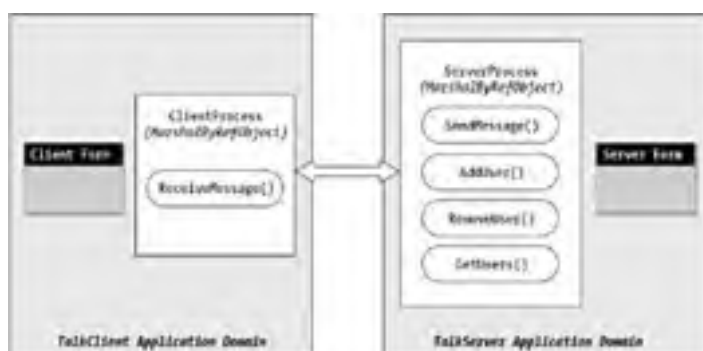 ClientProcess
(MarshalByRefObject)
Client Form
ReceiveMessage()
TalkClient Application Domain
ServerProcess
(MarshalByRefObject)
SendMessage()
AddUser()
RemoveUser()
GetUsers()
Server Form
TalkServer Application Domain